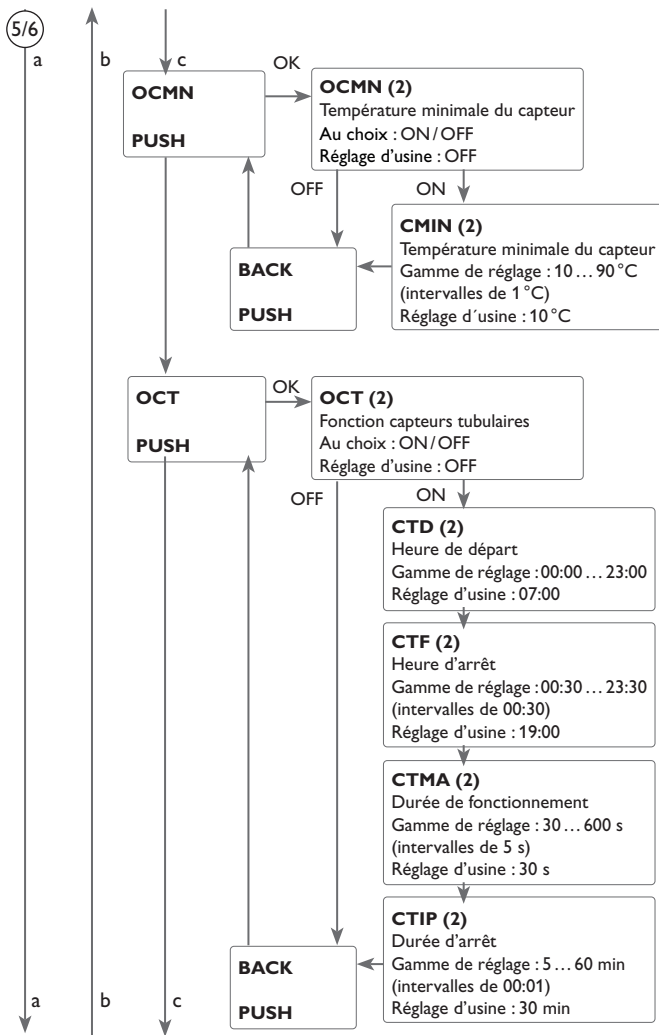 5/6
a
b
c
OCMN
PUSH
OK
OCMN (2)
Température minimale du capteur
Au choix : ON / OFF
Réglage d'usine : OFF
OFF
ON
CMIN (2)
Température minimale du capteur
Gamme de réglage : 10 … 90 °C
(intervalles de 1 °C)
Réglage d´usine : 10 °C
BACK
PUSH
OCT
PUSH
OK
OCT (2)
Fonction capteurs tubulaires
Au choix : ON / OFF
Réglage d'usine : OFF
OFF
ON
CTD (2)
Heure de départ
Gamme de réglage : 00:00 … 23:00
Réglage d'usine : 07:00
CTF (2)
Heure d'arrêt
Gamme de réglage : 00:30 … 23:30
(intervalles de 00:30)
Réglage d'usine : 19:00
CTMA (2)
Durée de fonctionnement
Gamme de réglage : 30 … 600 s
(intervalles de 5 s)
Réglage d'usine : 30 s
CTIP (2)
Durée d'arrêt
Gamme de réglage : 5 … 60 min
(intervalles de 00:01)
Réglage d'usine : 30 min
BACK
PUSH
a
b
c